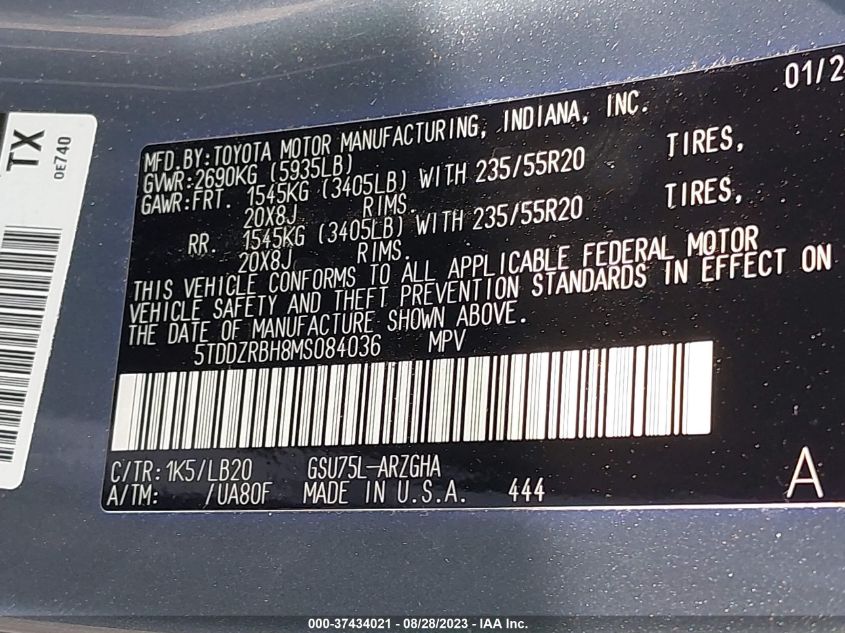 TX
0E740
01/2
MFD.BY:TOYOTA MOTOR MANUFACTURING, INDIANA, INC.
GVWR:2690KG (5935LB)
GAWR:FRT. 1545KG (3405LB) WITH 235/55R20 TIRES,
20X8J RIMS.
RR. 1545KG (3405LB) WITH 235/55R20 TIRES,
20X8J RIMS.
THIS VEHICLE CONFORMS TO ALL APPLICABLE FEDERAL MOTOR
VEHICLE SAFETY AND THEFT PREVENTION STANDARDS IN EFFECT ON
THE DATE OF MANUFACTURE SHOWN ABOVE.
5TDDZRBH8MS084036 MPV
C/TR:1K5/LB20 GSU75L-ARZGHA
A/TM: /UA80F MADE IN U.S.A. 444
A
000-37434021 - 08/28/2023 - IAA Inc.